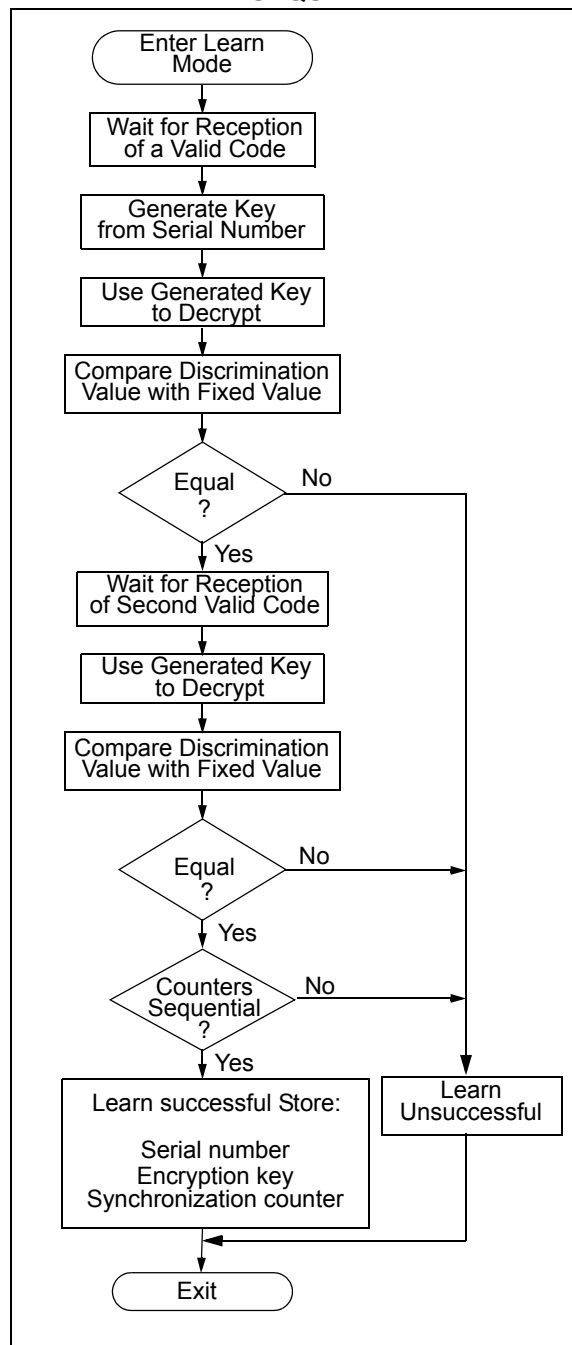 Enter Learn
Mode
Wait for Reception
of a Valid Code
Generate Key
from Serial Number
Use Generated Key
to Decrypt
Compare Discrimination
Value with Fixed Value
Equal
?
No
Yes
Wait for Reception
of Second Valid Code
Use Generated Key
to Decrypt
Compare Discrimination
Value with Fixed Value
Equal
?
No
Yes
Counters
Sequential
?
No
Yes
Learn successful Store:
Serial number
Encryption key
Synchronization counter
Learn
Unsuccessful
Exit